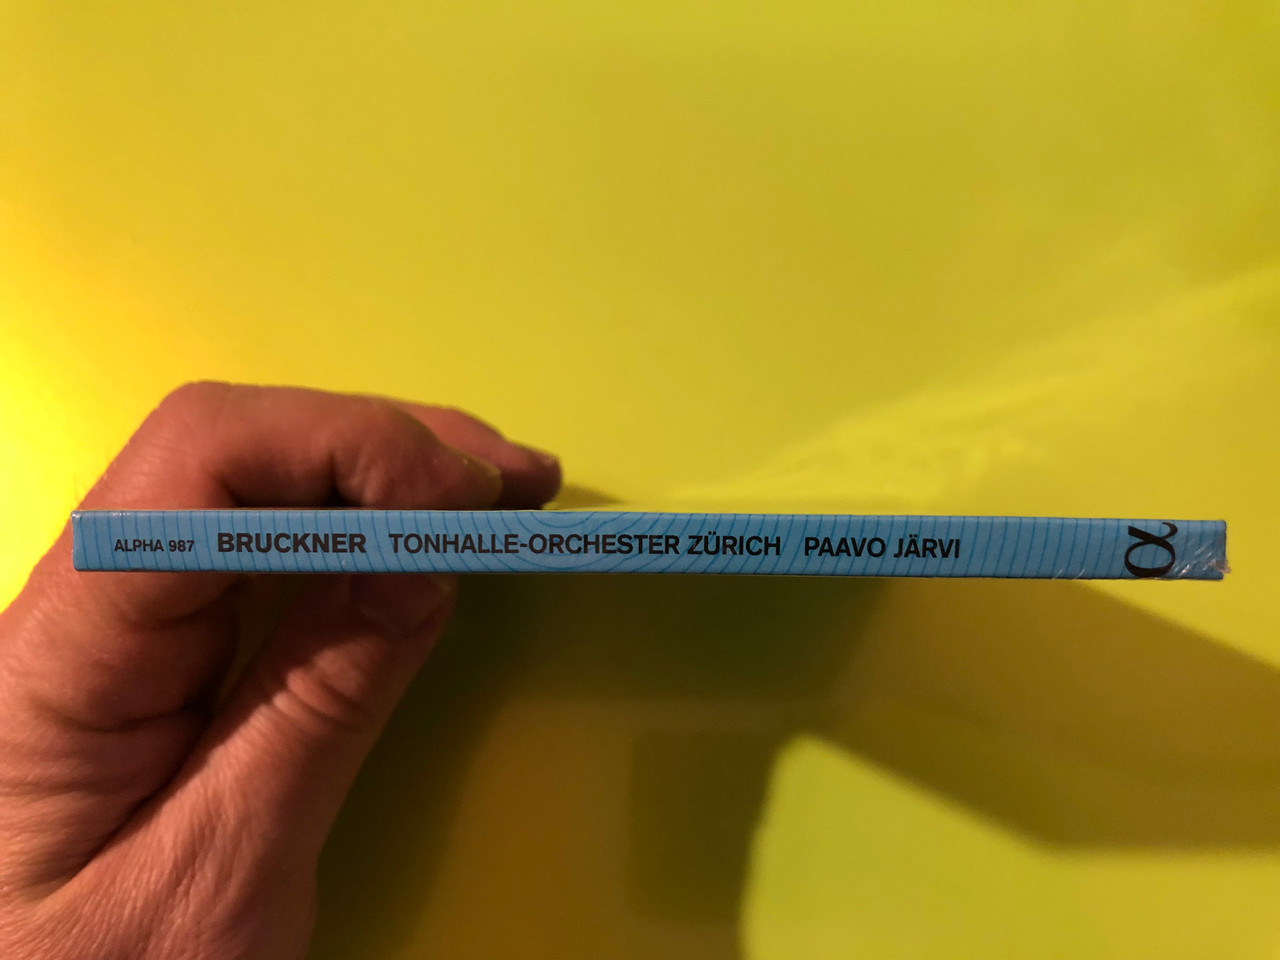 ALPHA 987 BRUCKNER TONHALLE-ORCHESTER ZÜRICH PAAVO JÄRVI α